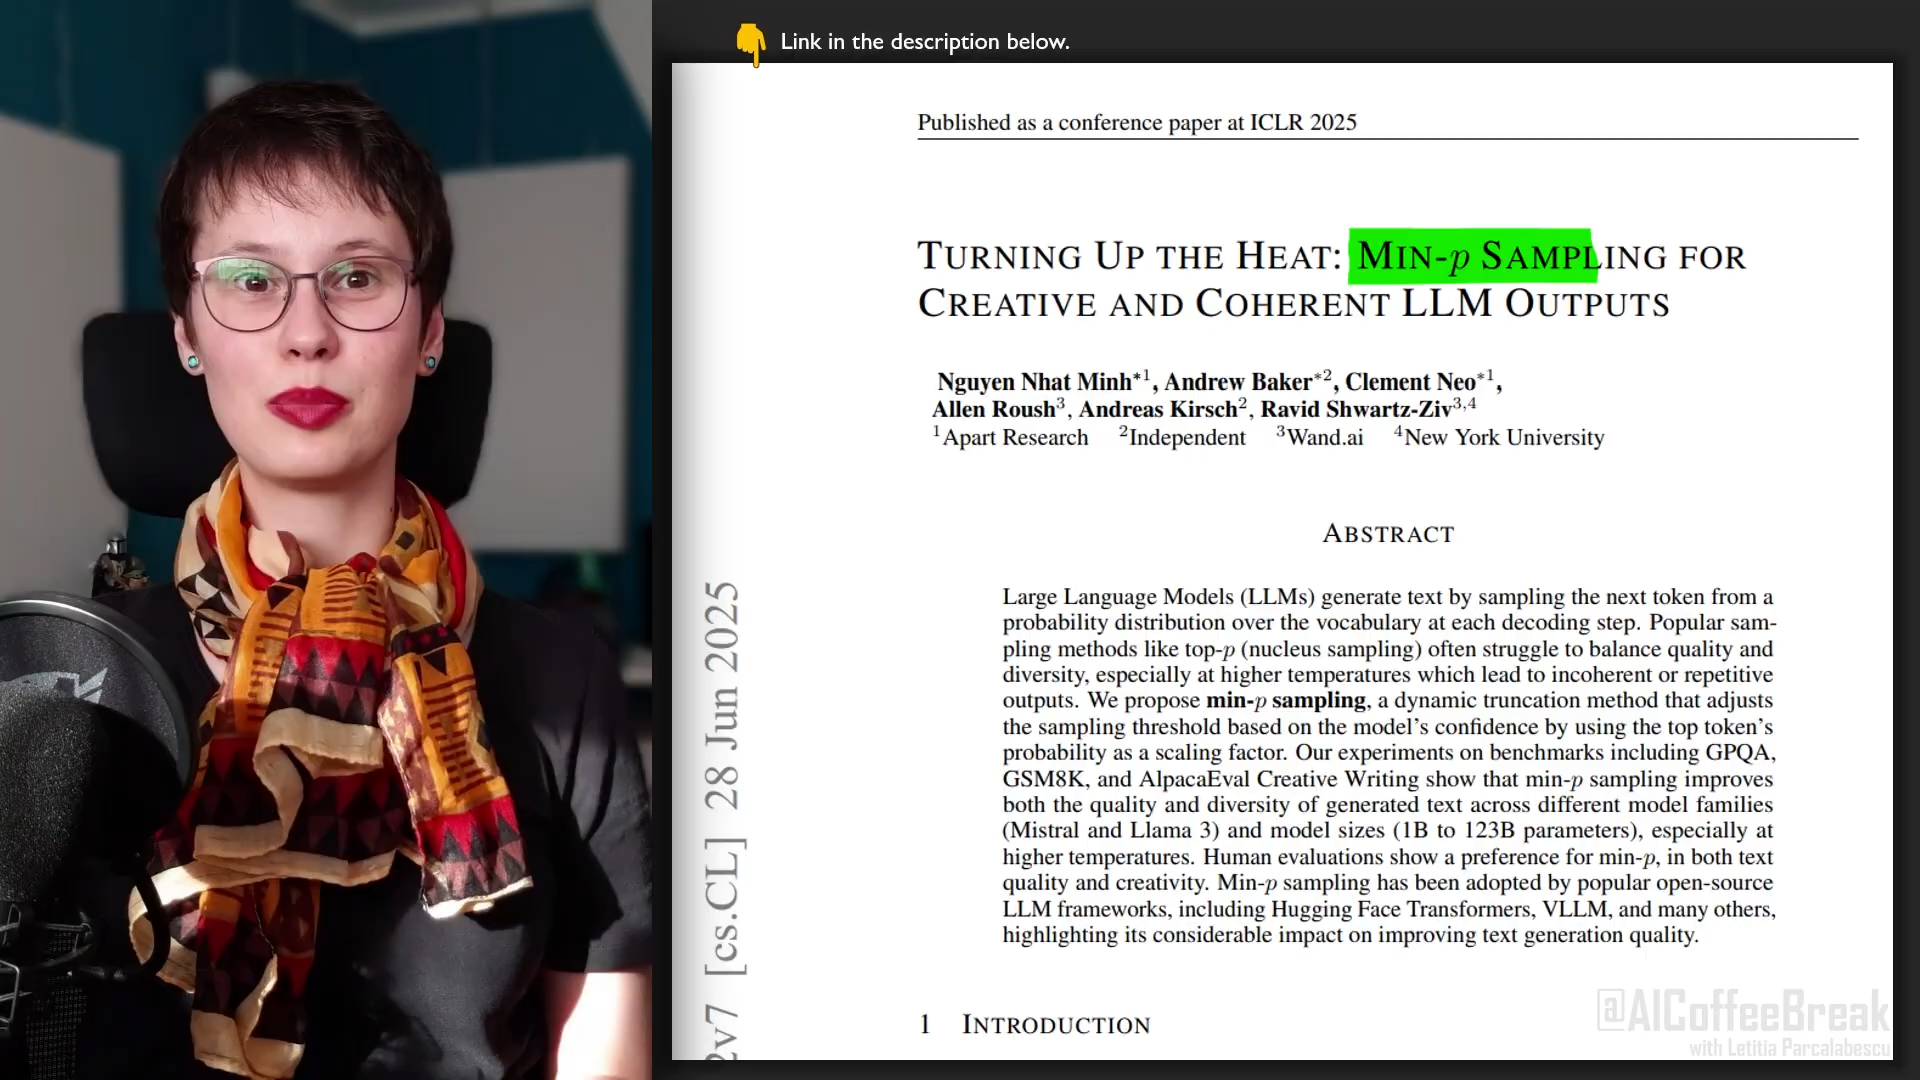 Link in the description below.
Published as a conference paper at ICLR 2025
TURNING UP THE HEAT: MIN-p SAMPLING FOR
CREATIVE AND COHERENT LLM OUTPUTS
Nguyen Nhat Minh*1, Andrew Baker*2, Clement Neo*1,
Allen Roush3, Andreas Kirsch2, Ravid Shwartz-Ziv3,4
1Apart Research 2Independent 3Wand.ai 4New York University
ABSTRACT
Large Language Models (LLMs) generate text by sampling the next token from a
probability distribution over the vocabulary at each decoding step. Popular sam-
pling methods like top-p (nucleus sampling) often struggle to balance quality and
diversity, especially at higher temperatures which lead to incoherent or repetitive
outputs. We propose min-p sampling, a dynamic truncation method that adjusts
the sampling threshold based on the model's confidence by using the top token's
probability as a scaling factor. Our experiments on benchmarks including GPQA,
GSM8K, and AlpacaEval Creative Writing show that min-p sampling improves
both the quality and diversity of generated text across different model families
(Mistral and Llama 3) and model sizes (1B to 123B parameters), especially at
higher temperatures. Human evaluations show a preference for min-p, in both text
quality and creativity. Min-p sampling has been adopted by popular open-source
LLM frameworks, including Hugging Face Transformers, VLLM, and many others,
highlighting its considerable impact on improving text generation quality.
1 INTRODUCTION
2v7 [cs.CL] 28 Jun 2025
@AICoffeeBreak
with Letitia Parcalabescu